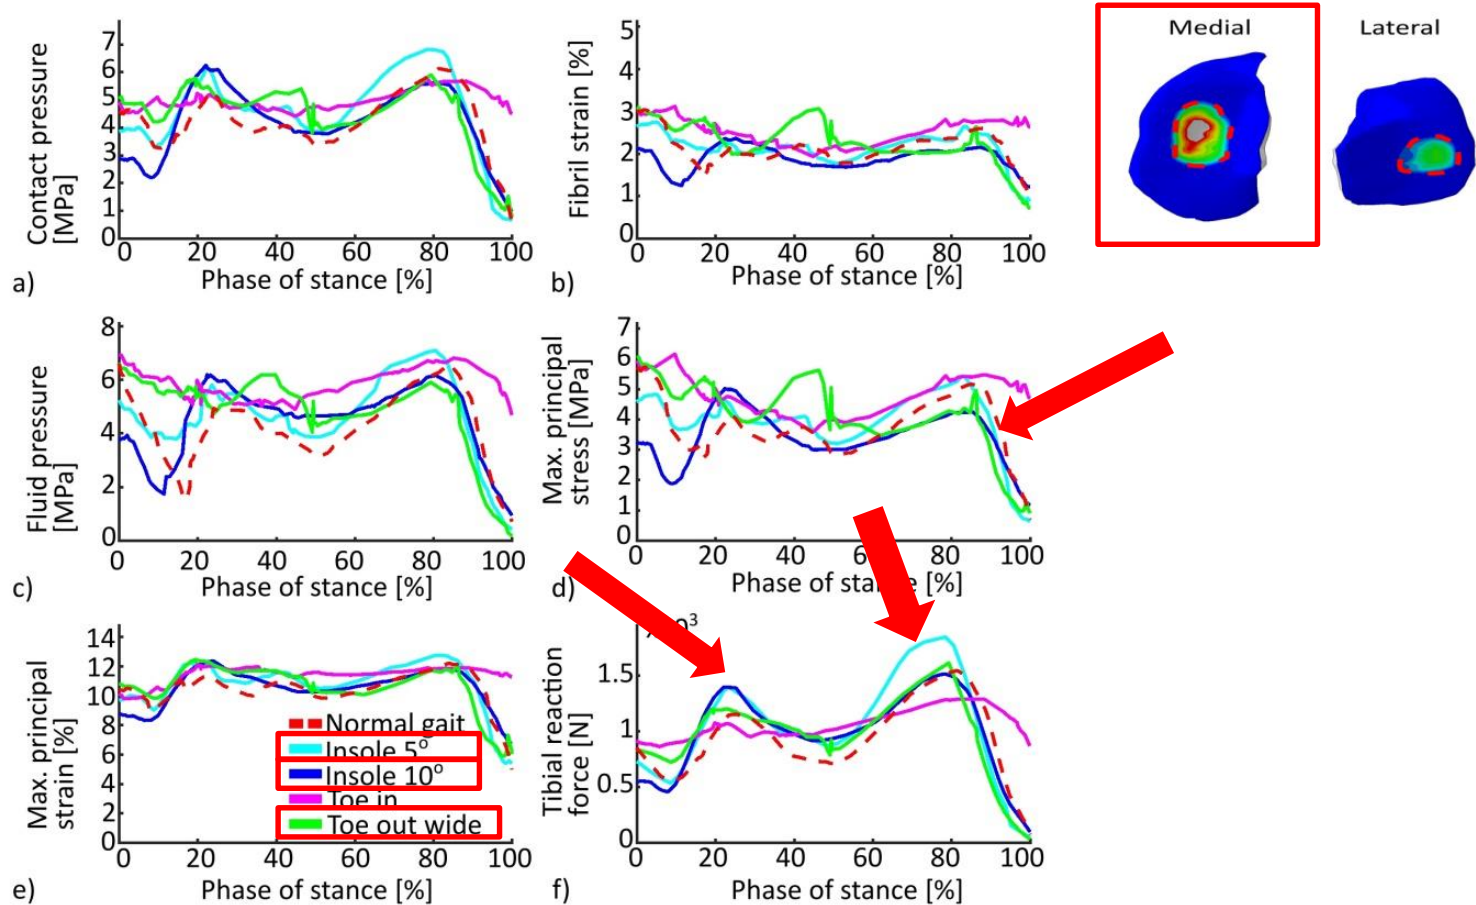 Medial
Lateral
Contact pressure
[MPa]
7
6
5
4
3
2
1
0
0 20 40 60 80 100
Phase of stance [%]
a)
Fibril strain [%]
5
4
3
2
1
0
0 20 40 60 80 100
Phase of stance [%]
b)
Fluid pressure
[MPa]
8
6
4
2
0
0 20 40 60 80 100
Phase of stance [%]
c)
Max. principal
stress [MPa]
7
6
5
4
3
2
1
0
0 20 40 60 80 100
Phase of stance [%]
d)
Max. principal
strain [%]
14
12
10
8
6
4
2
0
0 20 40 60 80 100
Phase of stance [%]
e)
Normal gait
Insole 5°
Insole 10°
Toe in
Toe out wide
Tibial reaction
force [N]
1.5
1
0.5
0
0 20 40 60 80 100
Phase of stance [%]
f)